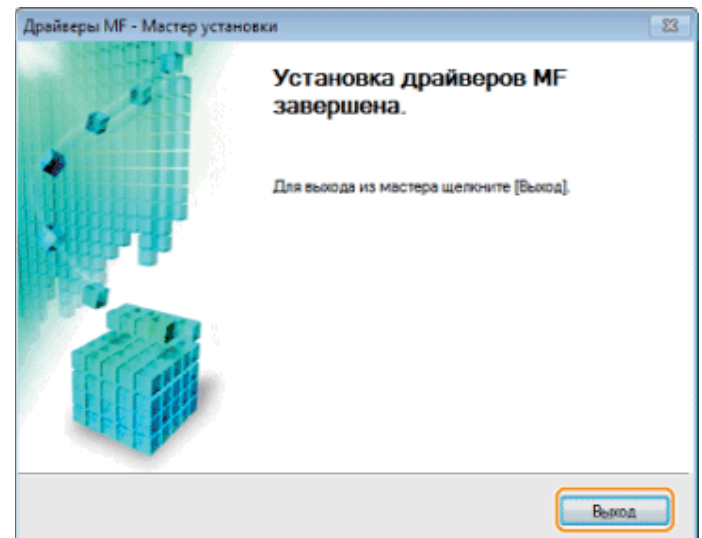 Драйверы MF - Мастер установки
Установка драйверов MF
завершена.
Для выхода из мастера щелкните [Выход].
Выход